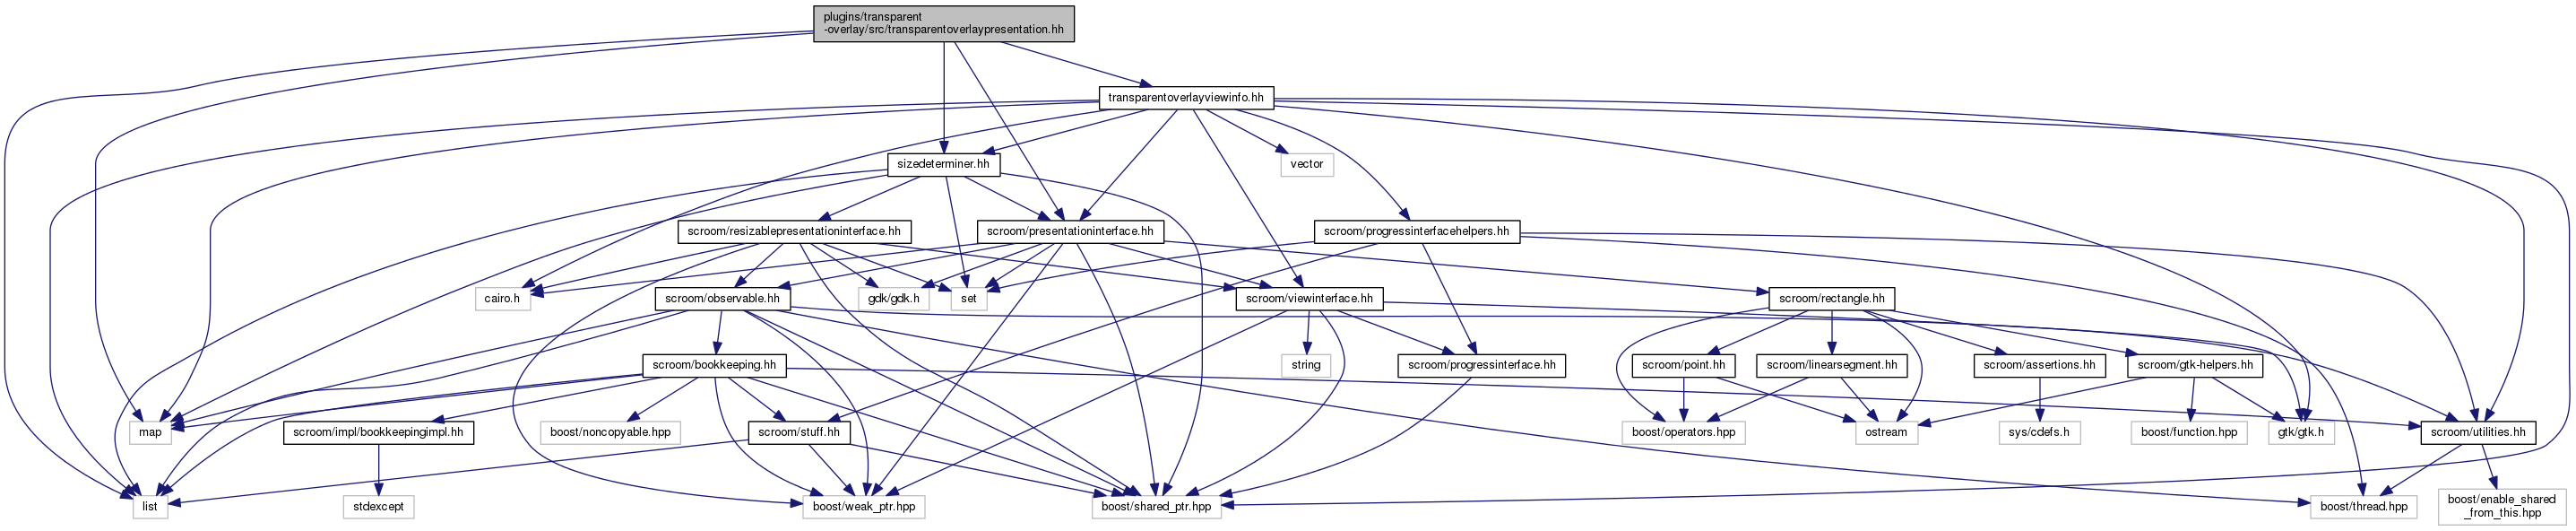 plugins/transparent
-overlay/src/transparentoverlaypresentation.hh
transparentoverlayviewinfo.hh
sizedeterminer.hh
vector
scroom/resizablepresentationinterface.hh
scroom/presentationinterface.hh
scroom/progressinterfacehelpers.hh
cairo.h
scroom/observable.hh
gdk/gdk.h
set
scroom/viewinterface.hh
scroom/rectangle.hh
scroom/bookkeeping.hh
string
scroom/progressinterface.hh
scroom/point.hh
scroom/linearsegment.hh
scroom/assertions.hh
scroom/gtk-helpers.hh
map
scroom/impl/bookkeepingimpl.hh
boost/noncopyable.hpp
scroom/stuff.hh
boost/operators.hpp
ostream
sys/cdefs.h
boost/function.hpp
gtk/gtk.h
scroom/utilities.hh
list
stdexcept
boost/weak_ptr.hpp
boost/shared_ptr.hpp
boost/thread.hpp
boost/enable_shared
_from_this.hpp